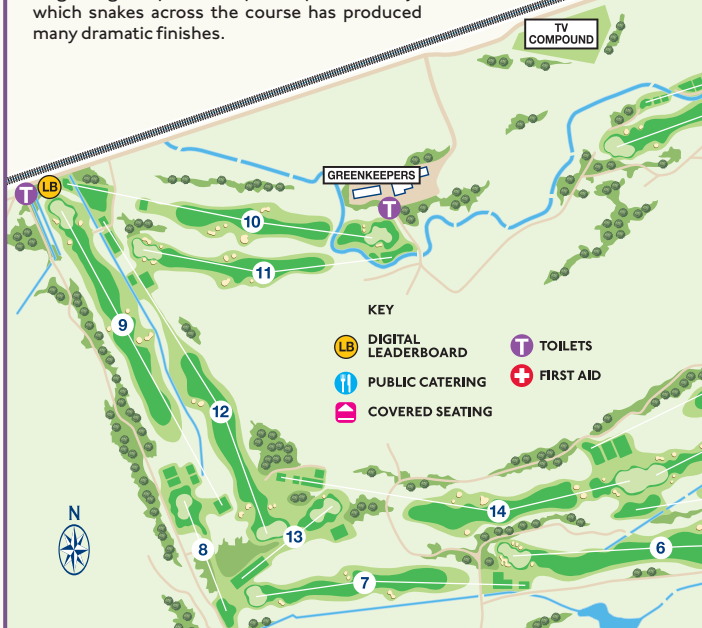 which snakes across the course has produced
many dramatic finishes.
TV
COMPOUND
GREENKEEPERS
T
LB
T
10
11
9
12
KEY
LB DIGITAL
LEADERBOARD
PUBLIC CATERING
COVERED SEATING
T TOILETS
FIRST AID
14
13
8
7
6
N